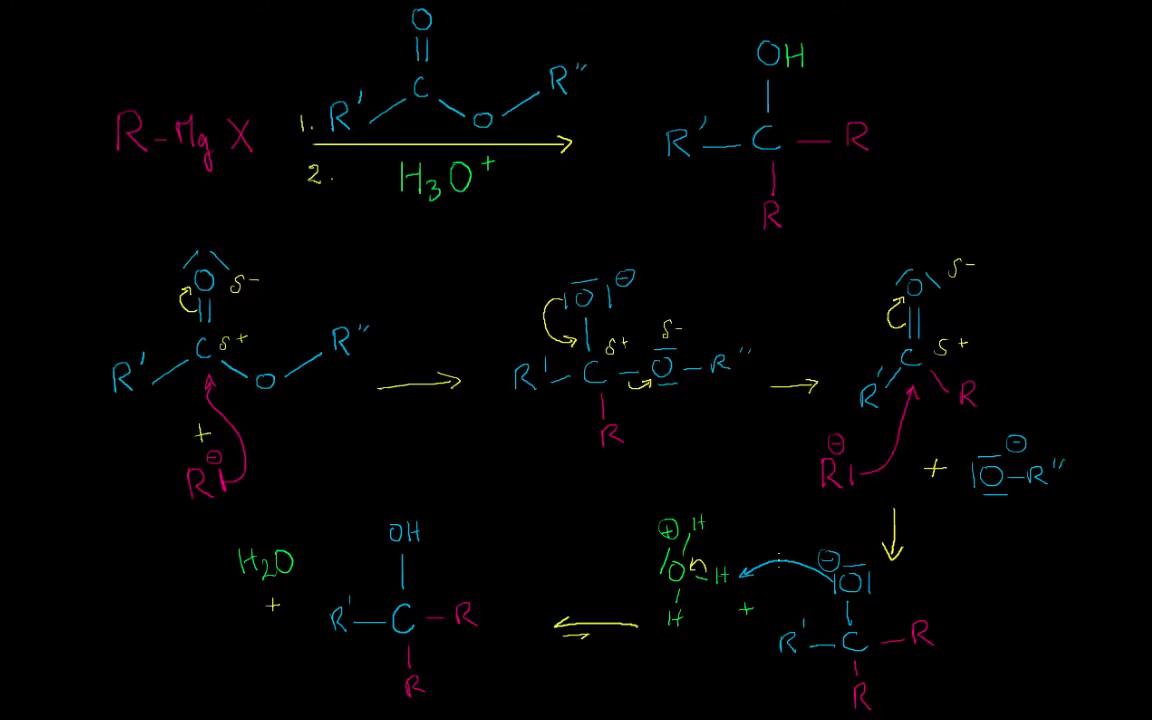 O
OH
R–MgX
1. R' C O R"
R' – C – R
2. H3O+
R
O δ-
O δ-
|O| ⊖
C δ+ R"
δ+ δ-
C δ+
R' O
R' – C – O – R"
R' R
+
R
⊖ R|
⊖ R| + |O – R" ⊖
OH
⊕ H
H2O
O – H
⊖ |O|
+
R' – C – R
H +
R' – C – R
R
R